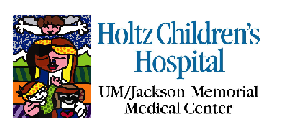 Holtz Children's
Hospital
UM/Jackson Memorial
Medical Center